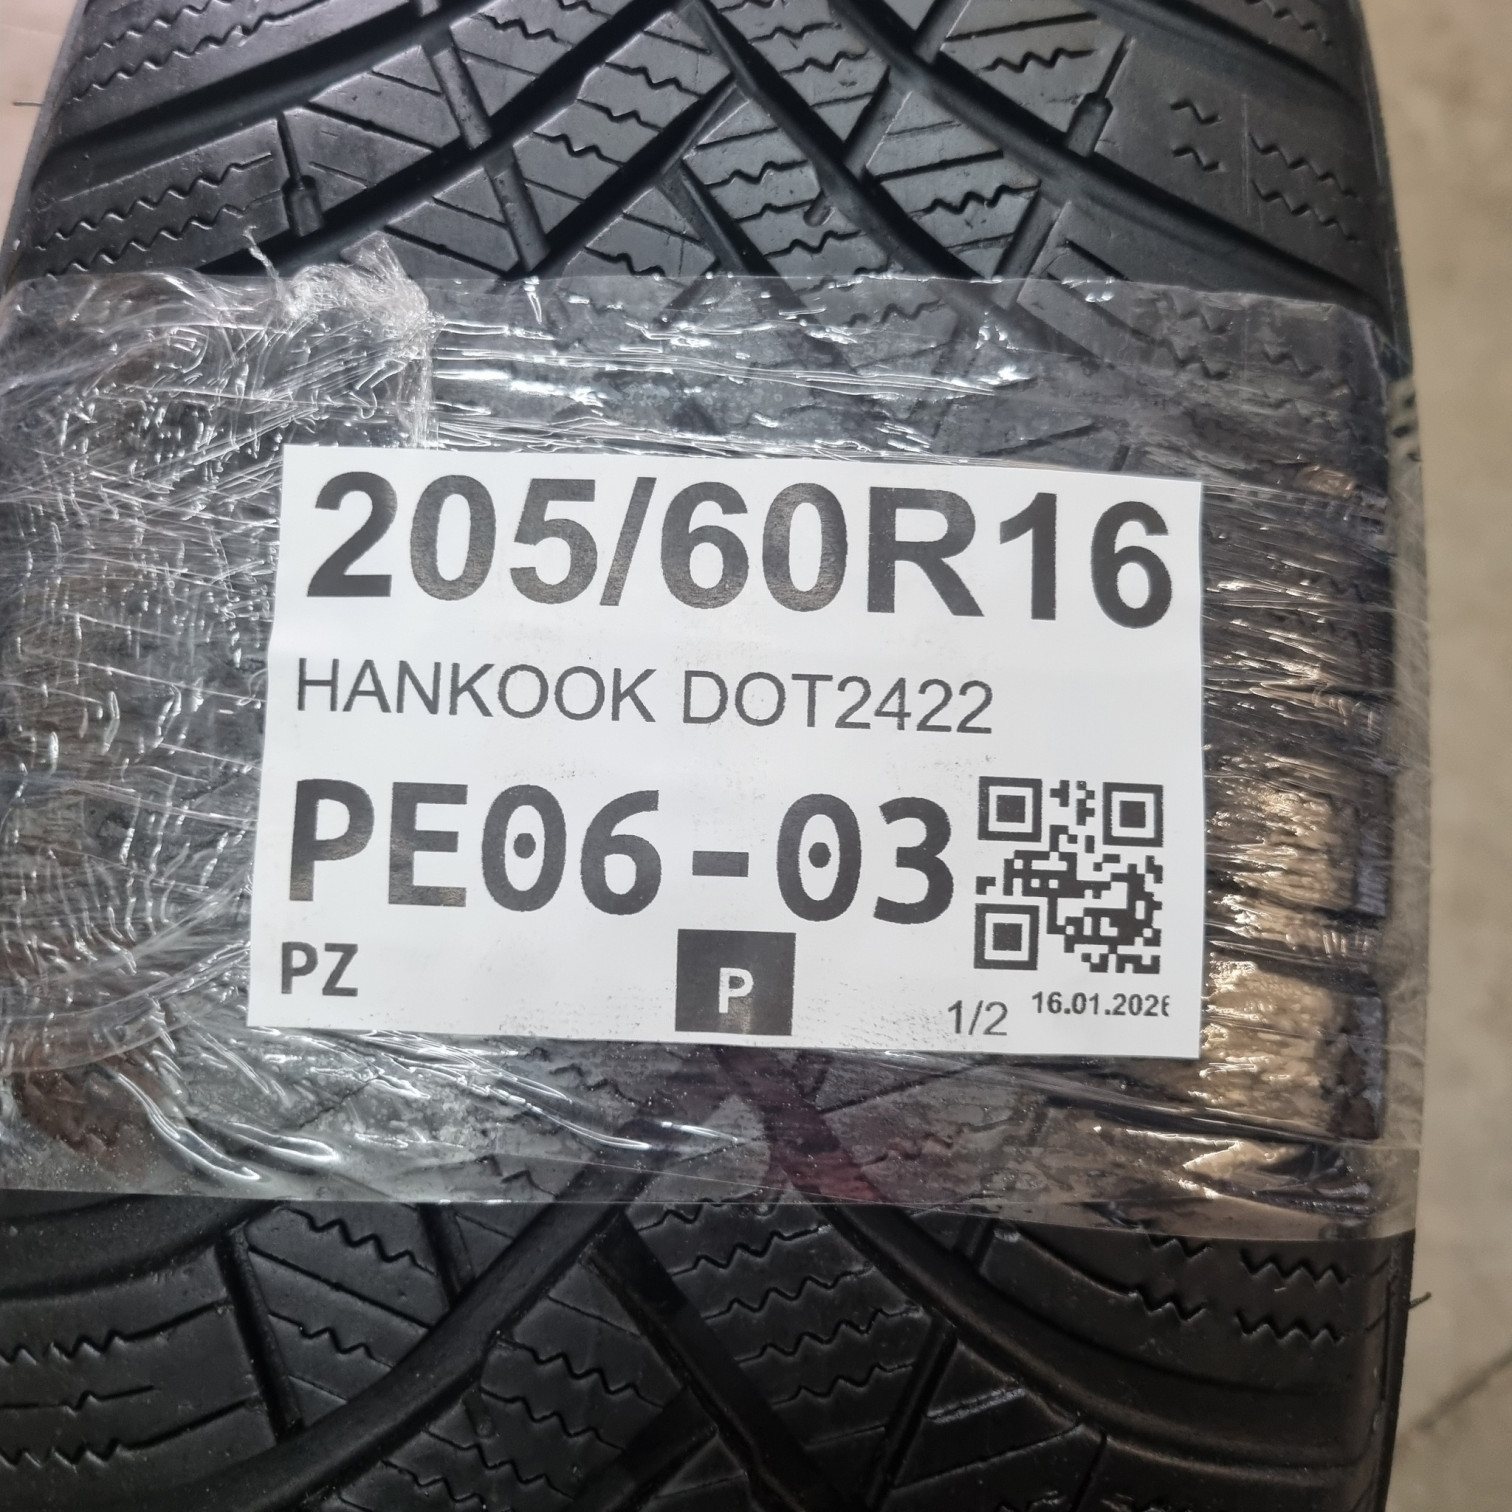 205/60R16
HANKOOK DOT2422
PE06-03
PZ
P
1/2
16.01.2026